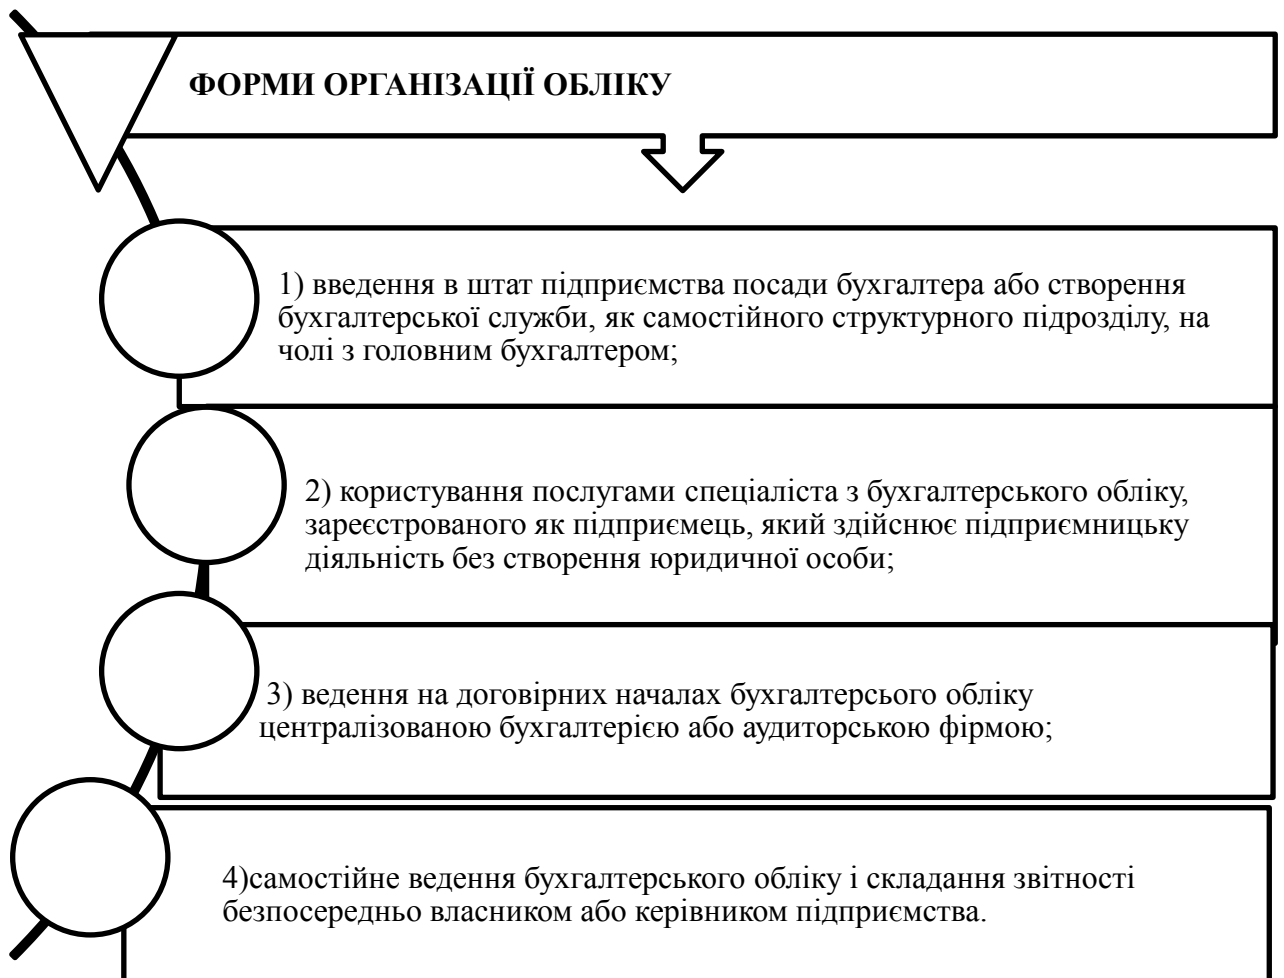 ФОРМИ ОРГАНІЗАЦІЇ ОБЛІКУ
1) введення в штат підприємства посади бухгалтера або створення
бухгалтерської служби, як самостійного структурного підрозділу, на
чолі з головним бухгалтером;
2) користування послугами спеціаліста з бухгалтерського обліку,
зареєстрованого як підприємець, який здійснює підприємницьку
діяльність без створення юридичної особи;
3) ведення на договірних началах бухгалтерсього обліку
централізованою бухгалтерією або аудиторською фірмою;
4)самостійне ведення бухгалтерського обліку і складання звітності
безпосередньо власником або керівником підприємства.